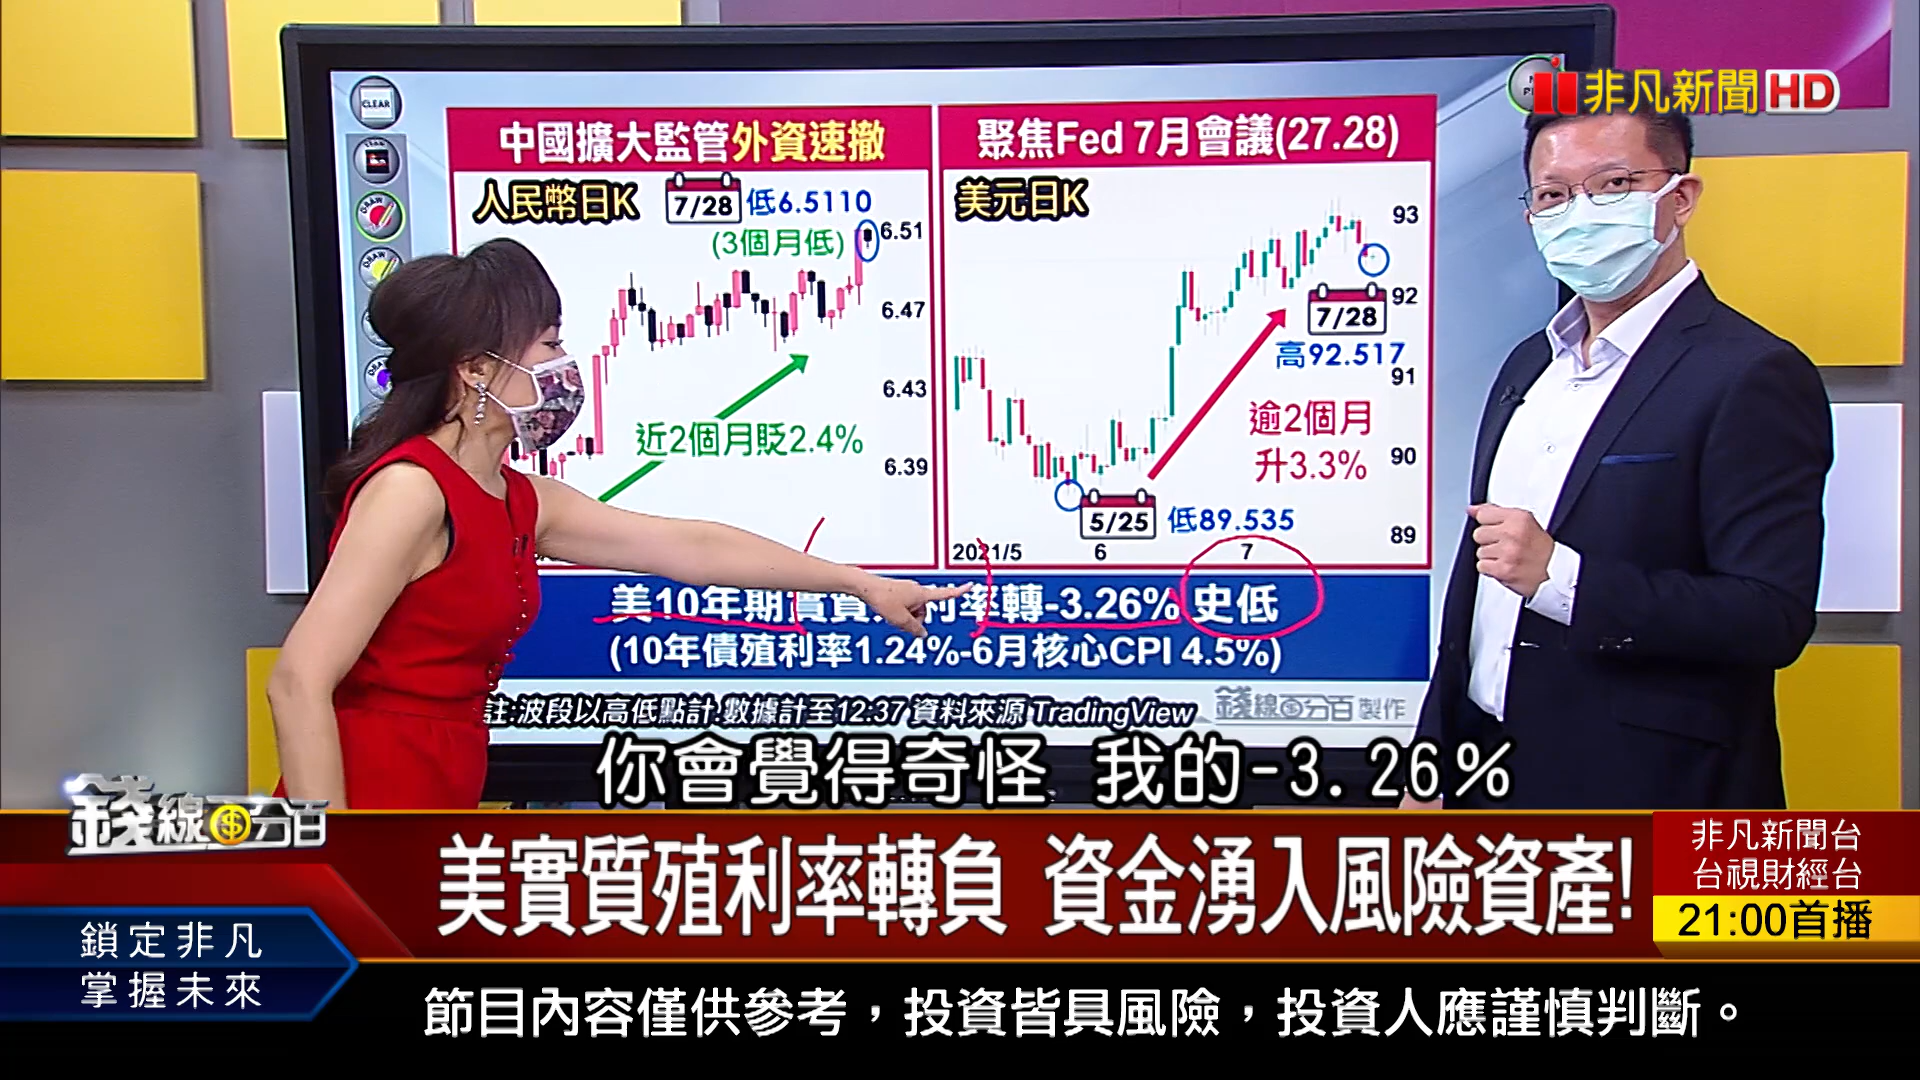 非凡新聞HD
CLEAR
DRAW
DRAW
中國擴大監管外資速撤
人民幣日K
7/28
低6.5110
(3個月低)
6.51
6.47
6.43
6.39
近2個月貶2.4%
聚焦Fed 7月會議(27.28)
美元日K
93
92
7/28
高92.517
91
逾2個月
升3.3%
90
5/25
低89.535
89
2021/5
6
7
美10年期實質 利率轉-3.26% 史低
(10年債殖利率1.24%-6月核心CPI 4.5%)
註:波段以高低點計.數據計至12:37 資料來源 TradingView
錢線百分百 製作
你會覺得奇怪 我的-3.26%
錢線百分百
美實質殖利率轉負 資金湧入風險資產!
非凡新聞台
台視財經台
21:00首播
鎖定非凡
掌握未來
節目內容僅供參考，投資皆具風險，投資人應謹慎判斷。